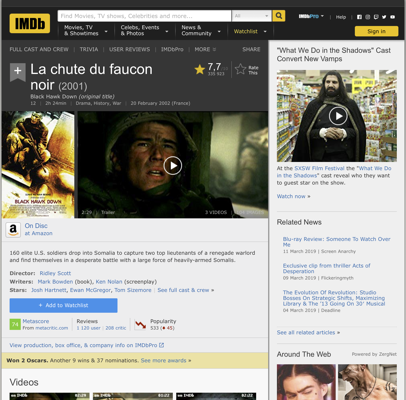 IMDb
Find Movies, TV shows, Celebrities and more...
All
Movies, TV & Showtimes
Celebs, Events & Photos
News & Community
Watchlist
IMDbPro
Help
Sign in
FULL CAST AND CREW | TRIVIA | USER REVIEWS | IMDbPro | MORE
SHARE
La chute du faucon noir (2001)
Black Hawk Down (original title)
12 | 2h 24min | Drama, History, War | 20 February 2002 (France)
7,7
Rate This
BLACK HAWK DOWN
2:29 | Trailer
3 VIDEOS
On Disc
at Amazon
160 elite U.S. soldiers drop into Somalia to capture two top lieutenants of a renegade warlord
and find themselves in a desperate battle with a large force of heavily-armed Somalis.
Director: Ridley Scott
Writers: Mark Bowden (book), Ken Nolan (screenplay)
Stars: Josh Hartnett, Ewan McGregor, Tom Sizemore | See full cast & crew »
+ Add to Watchlist
Metascore
From metacritic.com
Reviews
1 120 user | 208 critic
Popularity
533 ( 45)
View production, box office, & company info on IMDbPro
Won 2 Oscars. Another 9 wins & 37 nominations. See more awards »
Videos
"What We Do in the Shadows" Cast
Convert New Vamps
At the SXSW Film Festival the "What We Do
in the Shadows" cast reveal who they want
to guest star on the show.
Watch now »
Related News
Blu-ray Review: Someone To Watch Over Me
11 March 2019 | Screen Anarchy
Exclusive clip from thriller Acts of Desperation
09 March 2019 | Flickeringmyth
The Evolution Of Revolution: Studio
Bosses On Strategic Shifts, Maximizing
Library & The '13 Going On 30' Musical
04 March 2019 | Deadline
See all related articles »
Around The Web
Powered by ZergNet